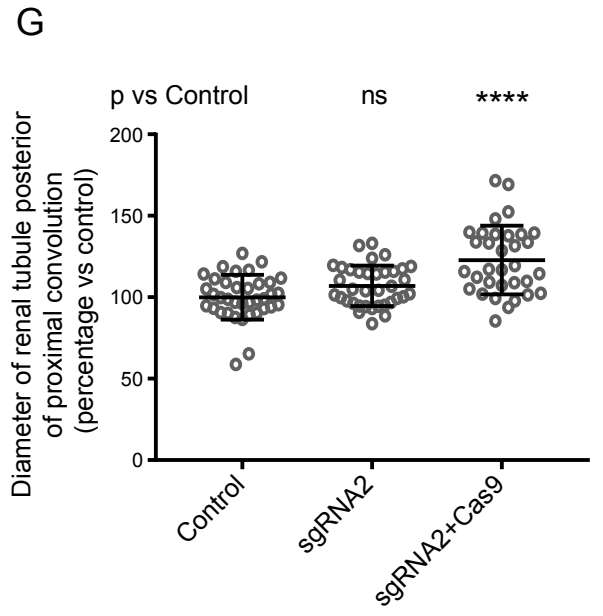 G
p vs Control ns ****
Diameter of renal tubule posterior
of proximal convolution
(percentage vs control)
200
150
100
50
0
Control
sgRNA2
sgRNA2+Cas9